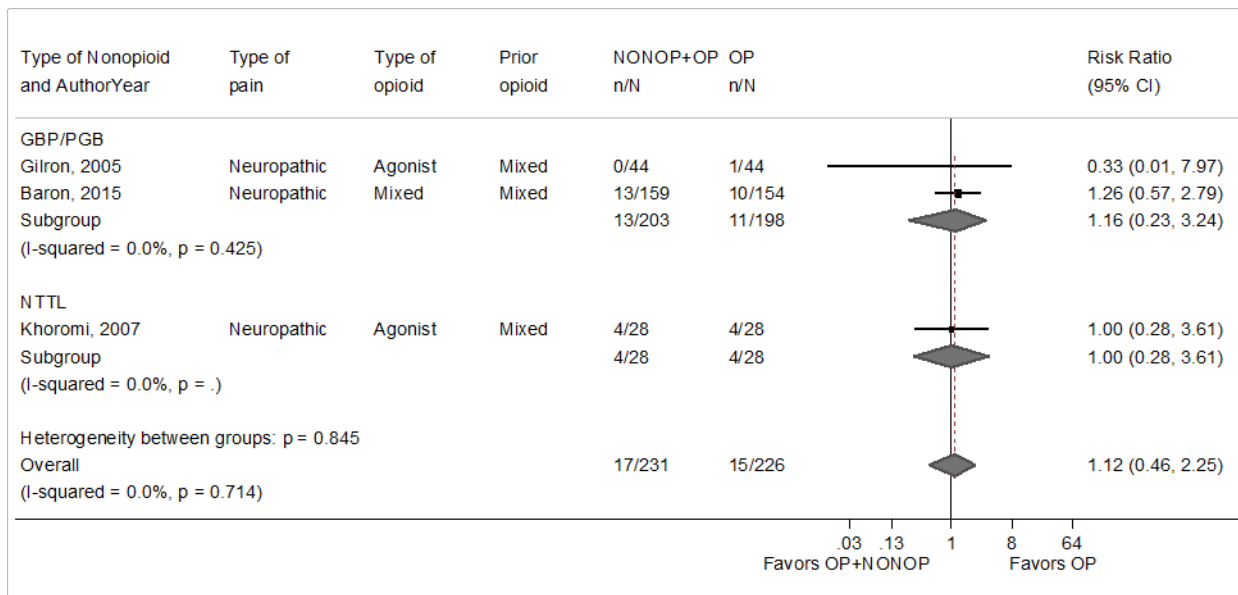 Type of Nonopioid Type of Type of Prior NONOP+OP OP Risk Ratio
and AuthorYear pain opioid opioid n/N n/N (95% CI)
GBP/PGB
Gilron, 2005 Neuropathic Agonist Mixed 0/44 1/44 0.33 (0.01, 7.97)
Baron, 2015 Neuropathic Mixed Mixed 13/159 10/154 1.26 (0.57, 2.79)
Subgroup 13/203 11/198 1.16 (0.23, 3.24)
(I-squared = 0.0%, p = 0.425)
NTTL
Khoromi, 2007 Neuropathic Agonist Mixed 4/28 4/28 1.00 (0.28, 3.61)
Subgroup 4/28 4/28 1.00 (0.28, 3.61)
(I-squared = 0.0%, p = .)
Heterogeneity between groups: p = 0.845
Overall 17/231 15/226 1.12 (0.46, 2.25)
(I-squared = 0.0%, p = 0.714)
.03 .13 1 8 64
Favors OP+NONOP Favors OP